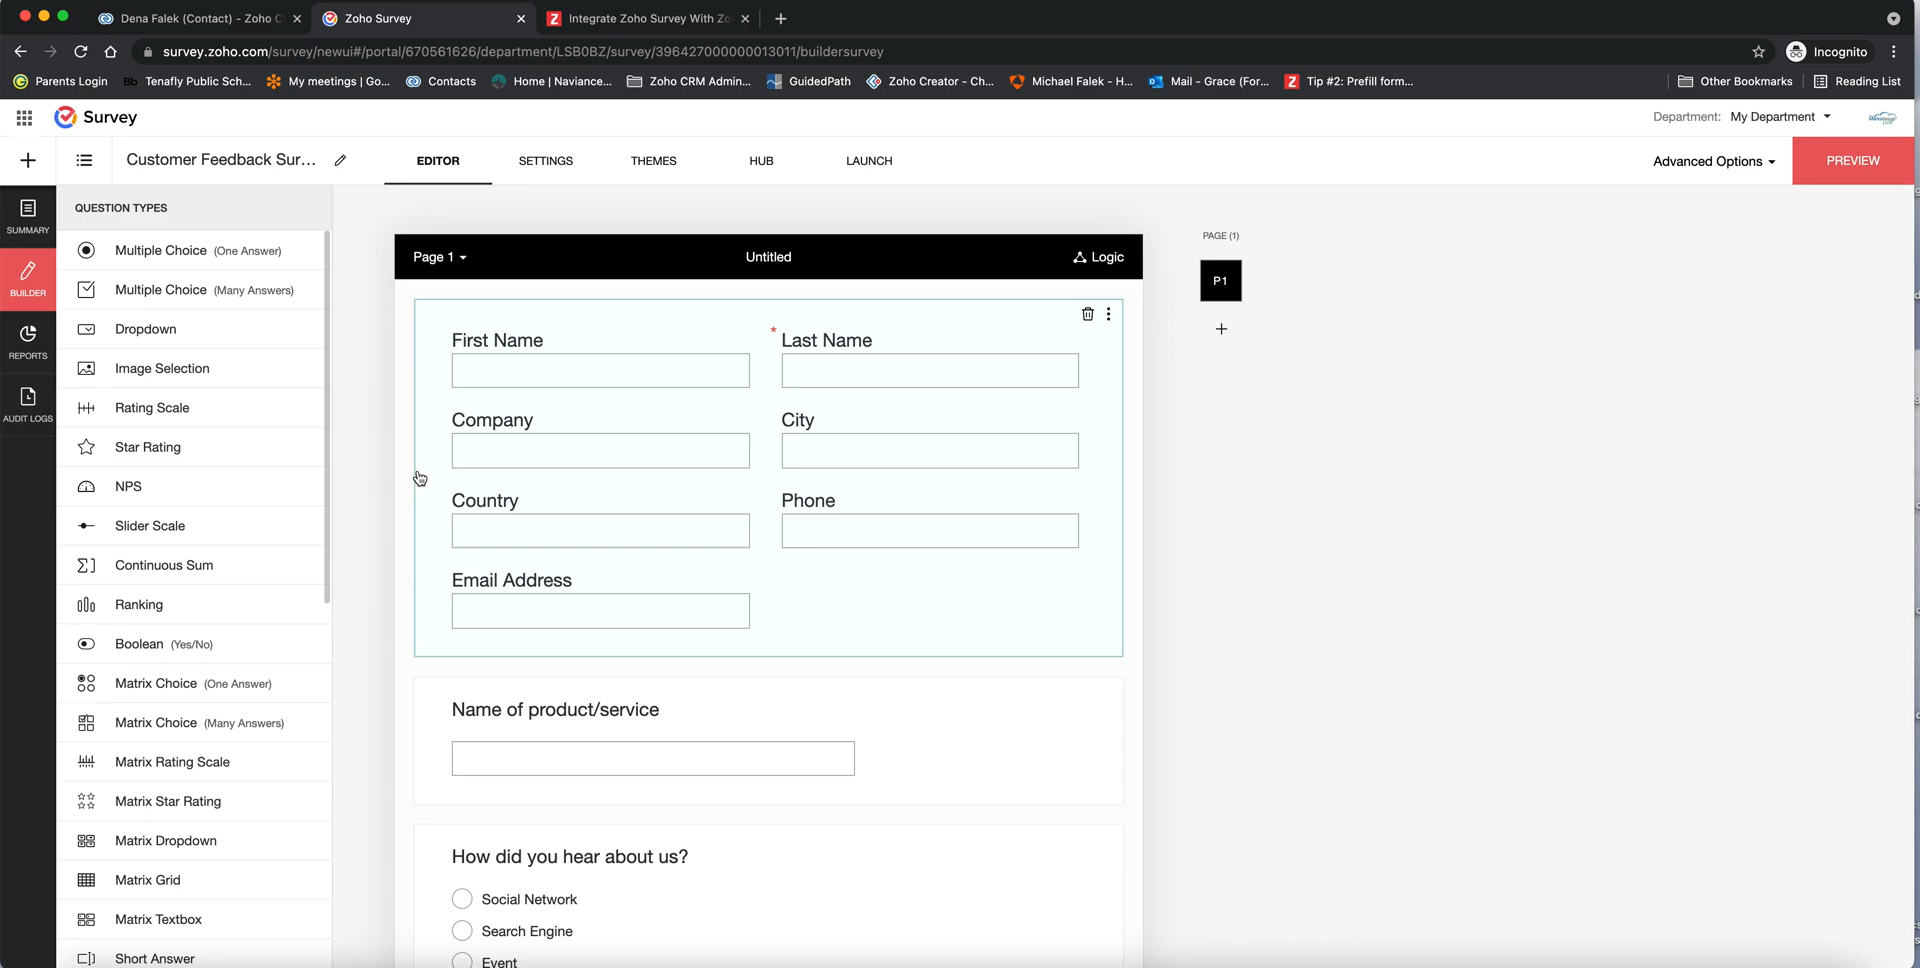 Dena Falek (Contact) - Zoho C
Zoho Survey
Integrate Zoho Survey With Zo
survey.zoho.com/survey/newui#/portal/670561626/department/LSB0BZ/survey/396427000000013011/buildersurvey
Incognito
Parents Login
Bb Tenafly Public Sch...
My meetings | Go...
Contacts
Home | Naviance...
Zoho CRM Admin...
GuidedPath
Zoho Creator - Ch...
Michael Falek - H...
Mail - Grace (For...
Tip #2: Prefill form...
Other Bookmarks
Reading List
Survey
Department: My Department
Customer Feedback Sur...
EDITOR
SETTINGS
THEMES
HUB
LAUNCH
Advanced Options
PREVIEW
SUMMARY
BUILDER
REPORTS
AUDIT LOGS
QUESTION TYPES
Multiple Choice (One Answer)
Multiple Choice (Many Answers)
Dropdown
Image Selection
Rating Scale
Star Rating
NPS
Slider Scale
Continuous Sum
Ranking
Boolean (Yes/No)
Matrix Choice (One Answer)
Matrix Choice (Many Answers)
Matrix Rating Scale
Matrix Star Rating
Matrix Dropdown
Matrix Grid
Matrix Textbox
Short Answer
Page 1
Untitled
Logic
First Name
* Last Name
Company
City
Country
Phone
Email Address
Name of product/service
How did you hear about us?
Social Network
Search Engine
Event
PAGE (1)
P1